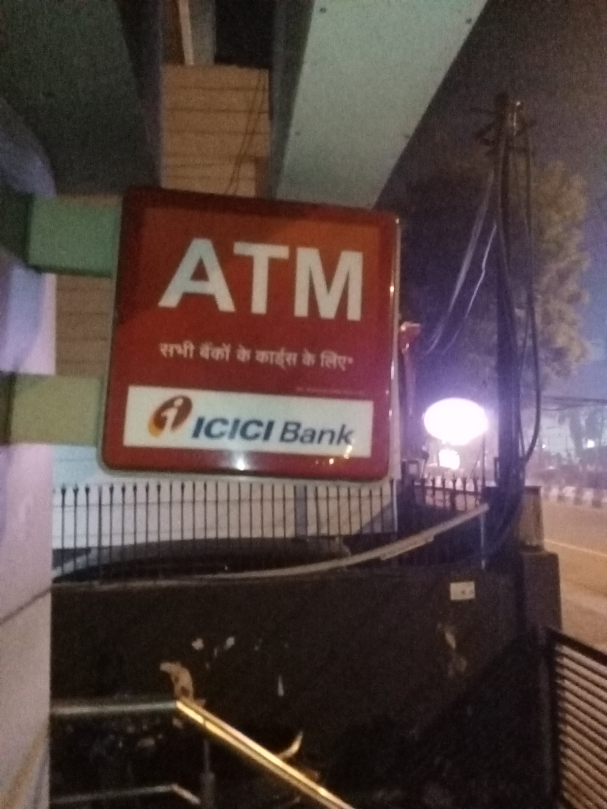 ATM
सभी बैंकों के कार्ड्स के लिए*
ICICI Bank